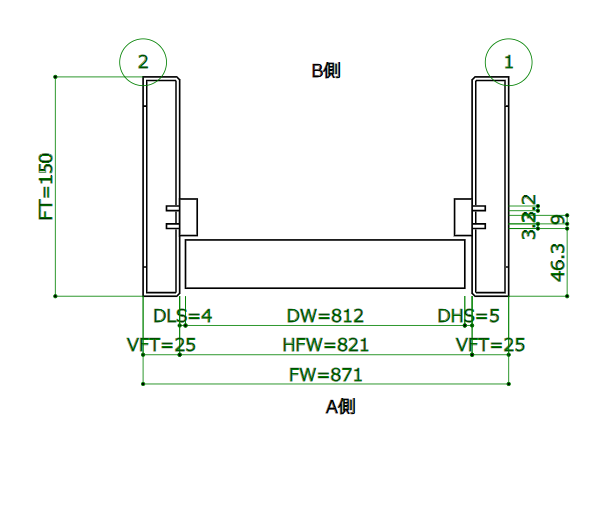 2
1
B側
FT=150
3.2
3.2
9
46.3
DLS=4
DW=812
DHS=5
VFT=25
HFW=821
VFT=25
FW=871
A側